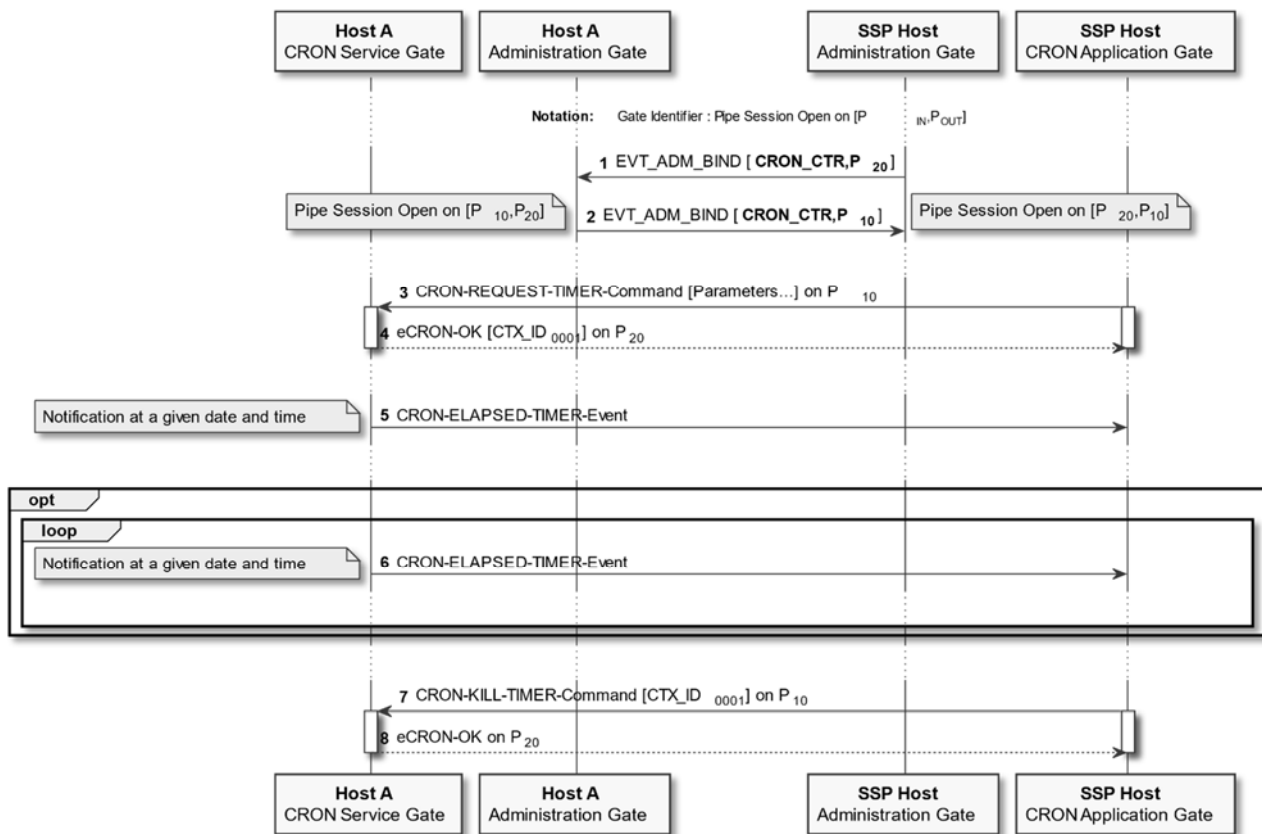 Host A
CRON Service Gate
Host A
Administration Gate
SSP Host
Administration Gate
SSP Host
CRON Application Gate
Notation: Gate Identifier : Pipe Session Open on [P IN,POUT]
1 EVT_ADM_BIND [ CRON_CTR,P 20]
Pipe Session Open on [P 10,P20]
2 EVT_ADM_BIND [ CRON_CTR,P 10]
Pipe Session Open on [P 20,P10]
3 CRON-REQUEST-TIMER-Command [Parameters...] on P 10
4 eCRON-OK [CTX_ID 0001] on P20
Notification at a given date and time
5 CRON-ELAPSED-TIMER-Event
opt
loop
Notification at a given date and time
6 CRON-ELAPSED-TIMER-Event
7 CRON-KILL-TIMER-Command [CTX_ID 0001] on P10
8 eCRON-OK on P20
Host A
CRON Service Gate
Host A
Administration Gate
SSP Host
Administration Gate
SSP Host
CRON Application Gate